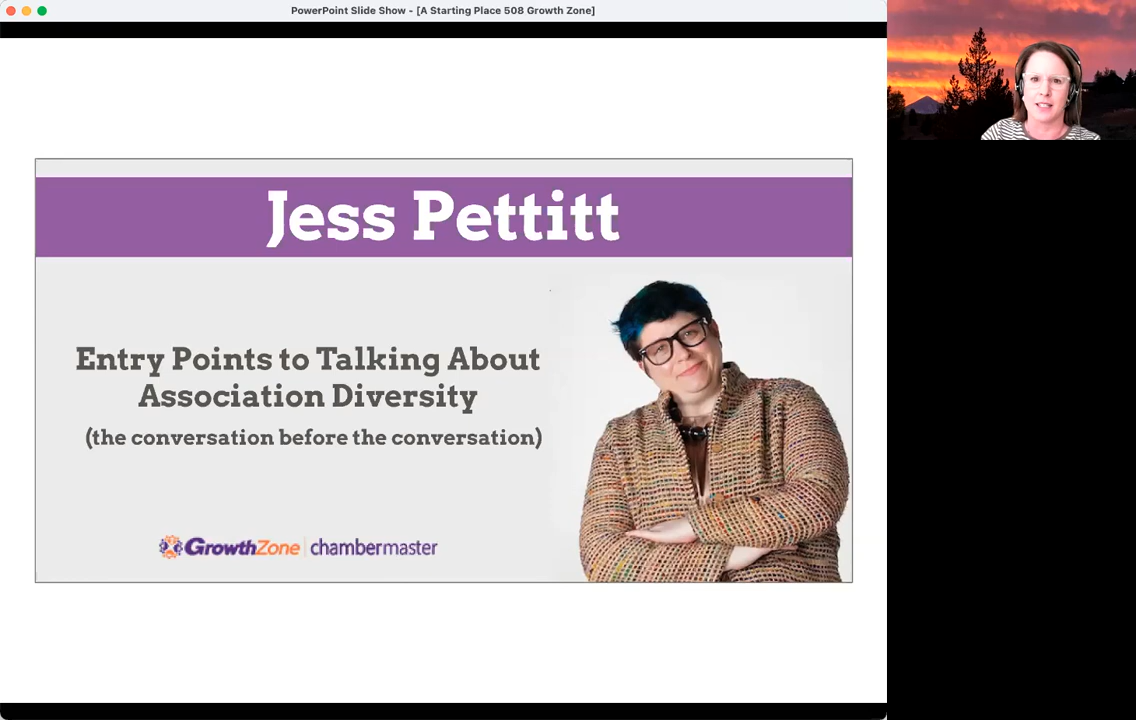 PowerPoint Slide Show - [A Starting Place 508 Growth Zone]
Jess Pettitt
Entry Points to Talking About
Association Diversity
(the conversation before the conversation)
GrowthZone | chambermaster